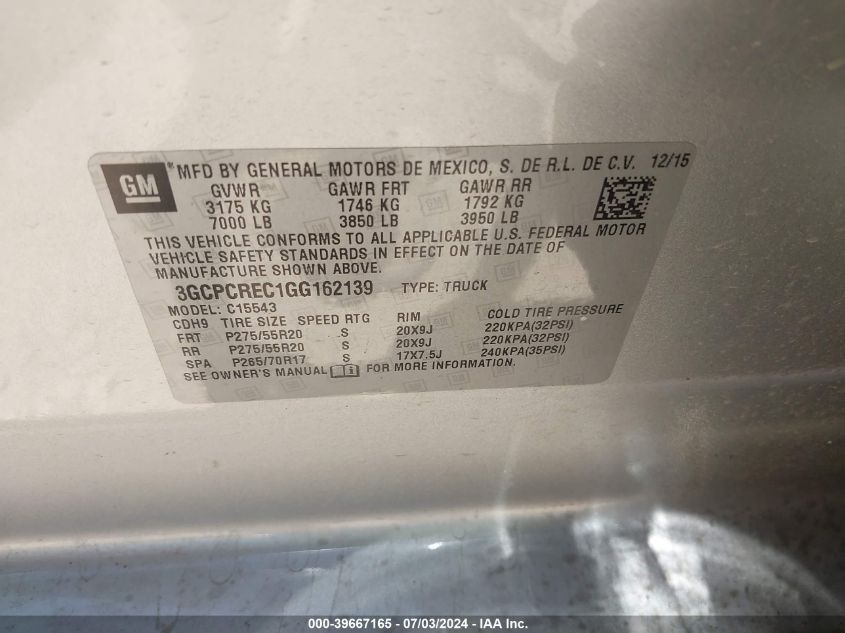 GM
MFD BY GENERAL MOTORS DE MEXICO, S. DE R.L. DE C.V. 12/15
GVWR GAWR FRT GAWR RR
3175 KG 1746 KG 1792 KG
7000 LB 3850 LB 3950 LB
THIS VEHICLE CONFORMS TO ALL APPLICABLE U.S. FEDERAL MOTOR
VEHICLE SAFETY STANDARDS IN EFFECT ON THE DATE OF
MANUFACTURE SHOWN ABOVE.
3GCPCREC1GG162139 TYPE: TRUCK
MODEL: C15543
CDH9 TIRE SIZE SPEED RTG RIM COLD TIRE PRESSURE
FRT P275/55R20 S 20X9J 220KPA(32PSI)
RR P275/55R20 S 20X9J 220KPA(32PSI)
SPA P265/70R17 S 17X7.5J 240KPA(35PSI)
SEE OWNER'S MANUAL FOR MORE INFORMATION.
000-39667165 - 07/03/2024 - IAA Inc.